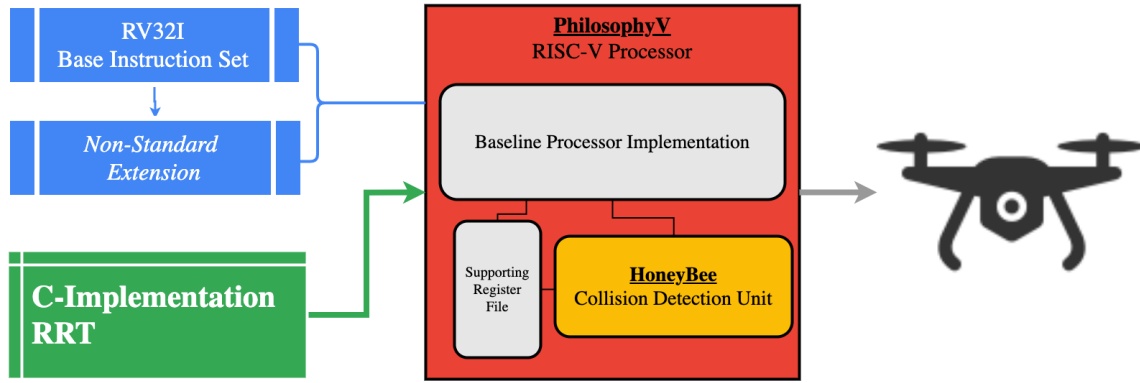 RV32I
Base Instruction Set
Non-Standard
Extension
C-Implementation
RRT
PhilosophyV
RISC-V Processor
Baseline Processor Implementation
Supporting
Register
File
HoneyBee
Collision Detection Unit